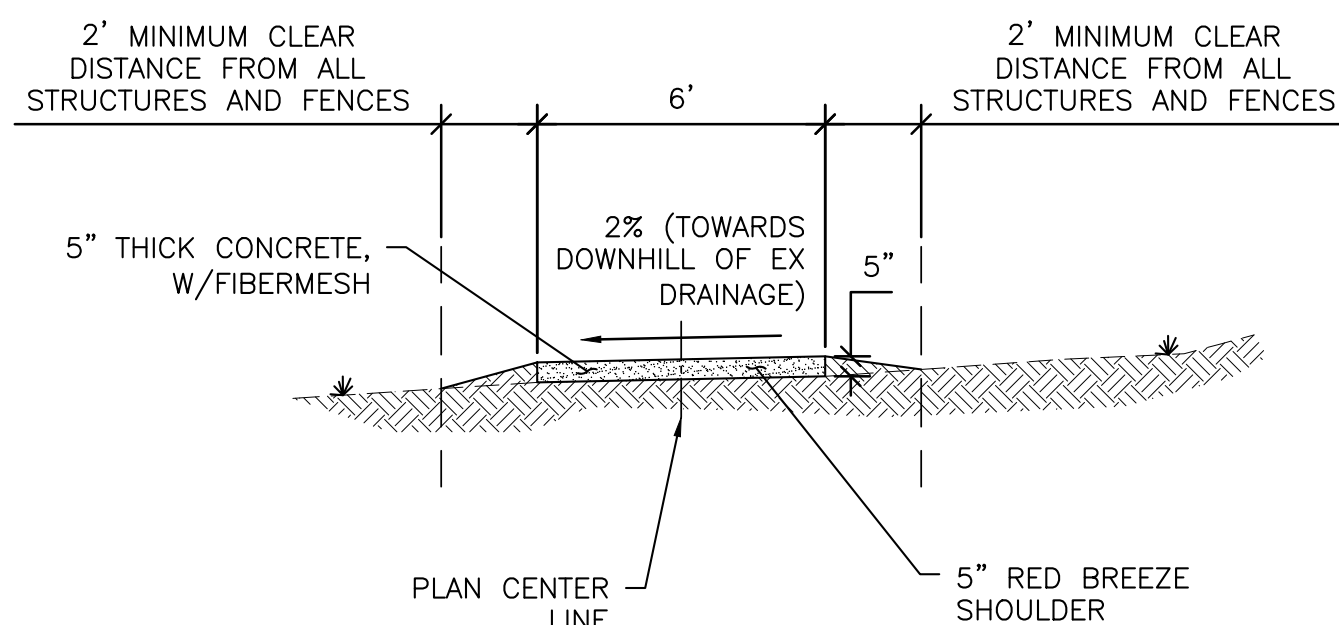 2’ MINIMUM CLEAR
DISTANCE FROM ALL
STRUCTURES AND FENCES
6’
2’ MINIMUM CLEAR
DISTANCE FROM ALL
STRUCTURES AND FENCES
5” THICK CONCRETE,
W/FIBERMESH
2% (TOWARDS
DOWNHILL OF EX
DRAINAGE)
5”
PLAN CENTER
LINE
5” RED BREEZE
SHOULDER